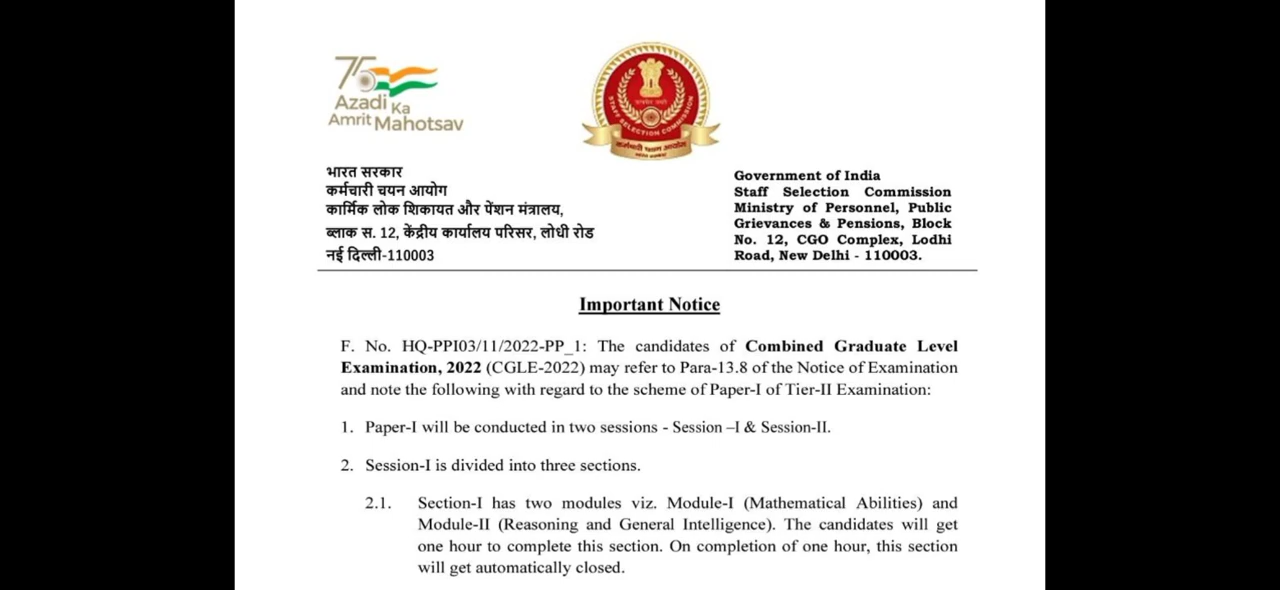 75
Azadi Ka
Amrit Mahotsav
STAFF SELECTION COMMISSION
कर्मचारी चयन आयोग
भारत सरकार
कर्मचारी चयन आयोग
कार्मिक लोक शिकायत और पेंशन मंत्रालय,
ब्लाक स. 12, केंद्रीय कार्यालय परिसर, लोधी रोड
नई दिल्ली-110003
Government of India
Staff Selection Commission
Ministry of Personnel, Public
Grievances & Pensions, Block
No. 12, CGO Complex, Lodhi
Road, New Delhi - 110003.
Important Notice
F. No. HQ-PPI03/11/2022-PP_1: The candidates of Combined Graduate Level
Examination, 2022 (CGLE-2022) may refer to Para-13.8 of the Notice of Examination
and note the following with regard to the scheme of Paper-I of Tier-II Examination:
1. Paper-I will be conducted in two sessions - Session –I & Session-II.
2. Session-I is divided into three sections.
2.1. Section-I has two modules viz. Module-I (Mathematical Abilities) and
Module-II (Reasoning and General Intelligence). The candidates will get
one hour to complete this section. On completion of one hour, this section
will get automatically closed.